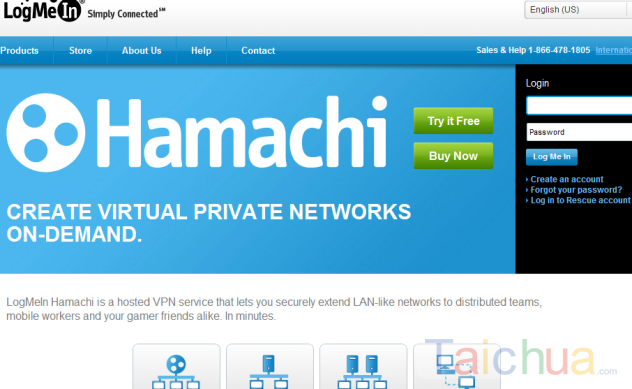 LogMeIn® Simply Connected℠
English (US)
Products Store About Us Help Contact
Sales & Help 1-866-478-1805
Hamachi
Try it Free
Buy Now
CREATE VIRTUAL PRIVATE NETWORKS
ON-DEMAND.
Login
Password
Log Me In
Create an account
Forgot your password?
Log in to Rescue account
LogMeIn Hamachi is a hosted VPN service that lets you securely extend LAN-like networks to distributed teams,
mobile workers and your gamer friends alike. In minutes.
Taichua.com